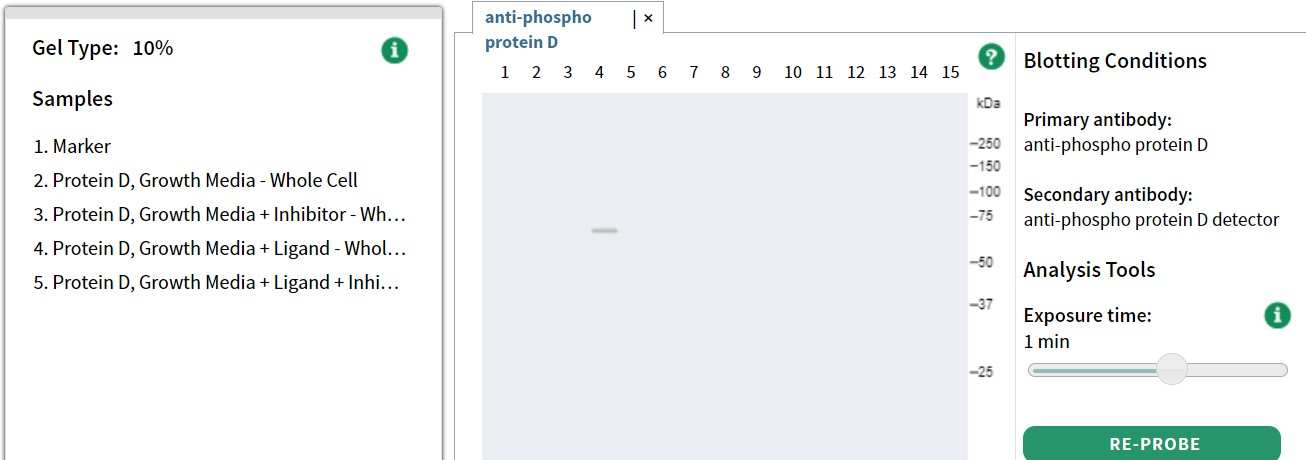 Gel Type: 10%
Samples
1. Marker
2. Protein D, Growth Media - Whole Cell
3. Protein D, Growth Media + Inhibitor - Wh...
4. Protein D, Growth Media + Ligand - Whol...
5. Protein D, Growth Media + Ligand + Inhi...
anti-phospho | ×
protein D
1 2 3 4 5 6 7 8 9 10 11 12 13 14 15
?
kDa
–250
–150
–100
–75
–50
–37
–25
Blotting Conditions
Primary antibody:
anti-phospho protein D
Secondary antibody:
anti-phospho protein D detector
Analysis Tools
Exposure time:
1 min
RE-PROBE